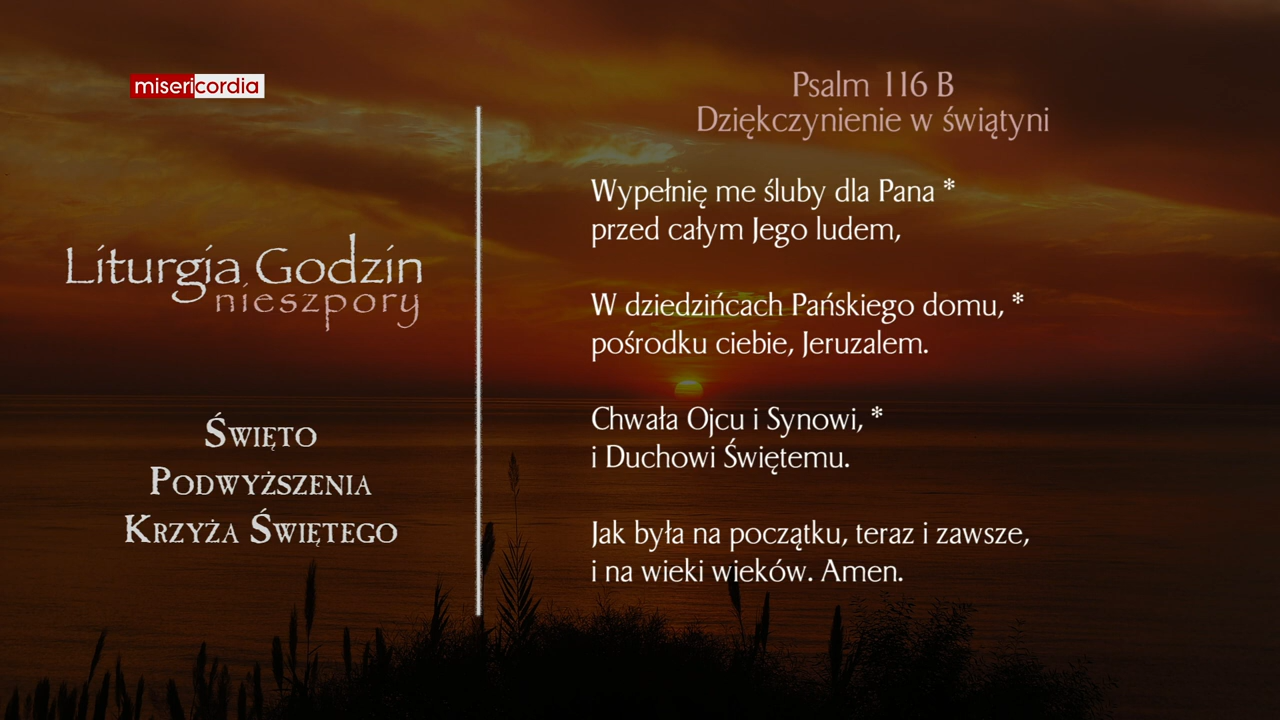 misericordia
Liturgia Godzin
nieszpory
Święto
Podwyższenia
Krzyża Świętego
Psalm 116 B
Dziękczynienie w świątyni
Wypełnię me śluby dla Pana *
przed całym Jego ludem,
W dziedzińcach Pańskiego domu, *
pośrodku ciebie, Jeruzalem.
Chwała Ojcu i Synowi, *
i Duchowi Świętemu.
Jak była na początku, teraz i zawsze,
i na wieki wieków. Amen.